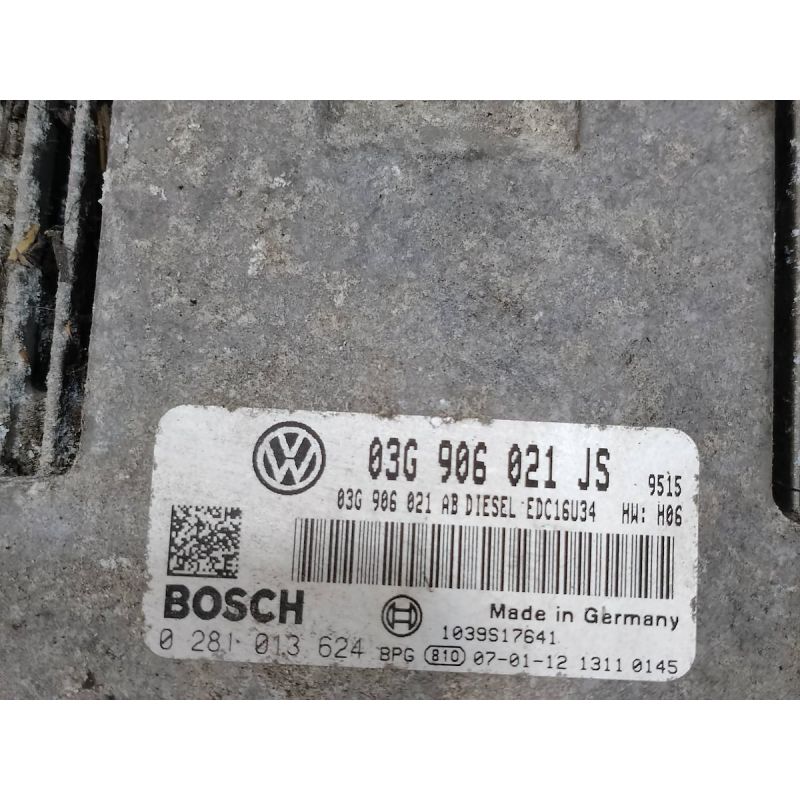 03G 906 021 JS 9515
03G 906 021 AB DIESEL EDC16U34 HW: H06
BOSCH
Made in Germany
1039S17641
0 281 013 624 BPG 810 07-01-12 1311 0145